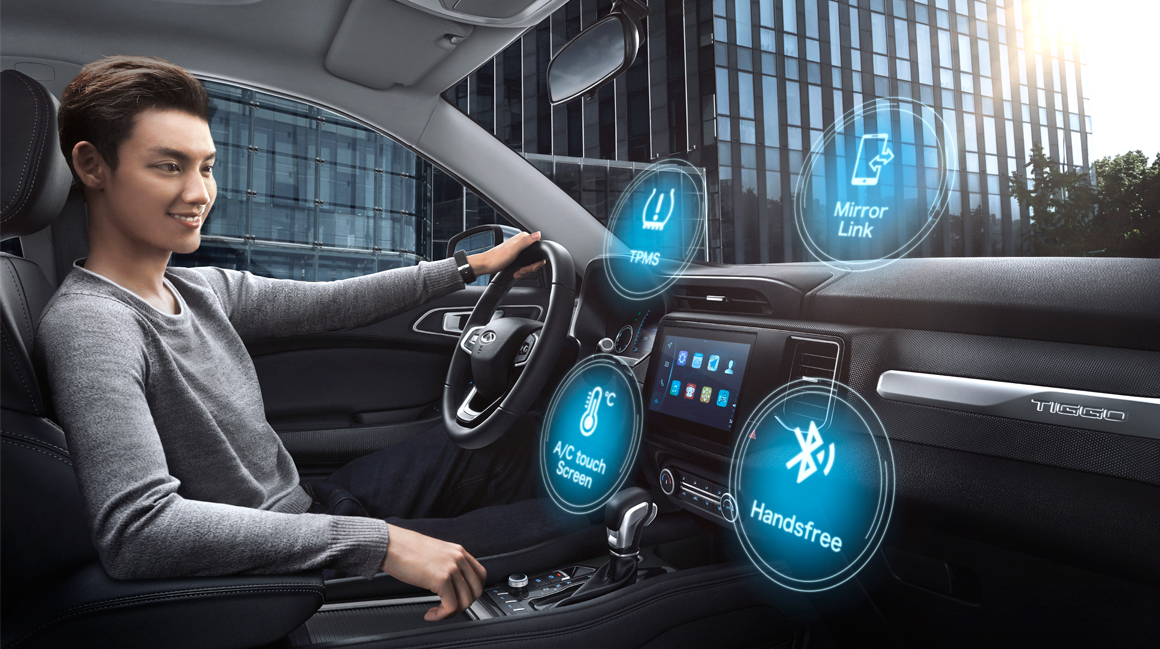 TPMS
Mirror
Link
TIGGO
A/C touch
Screen
°C
Handsfree